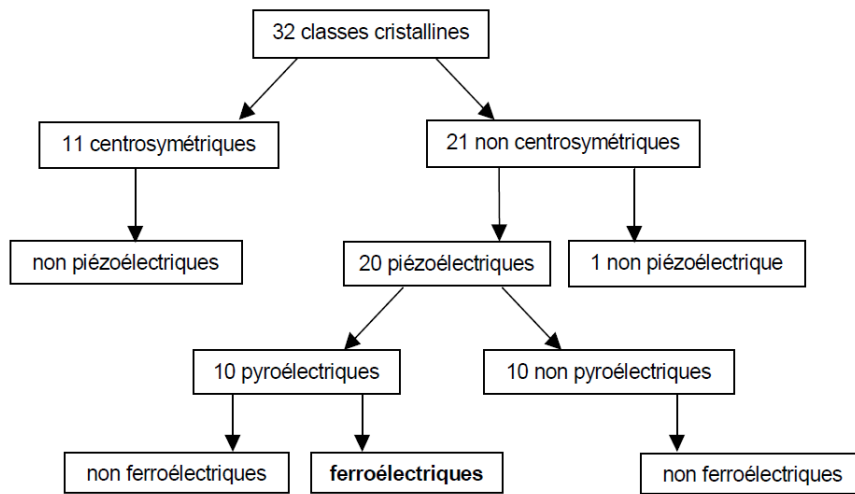 32 classes cristallines
11 centrosymétriques
21 non centrosymétriques
non piézoélectriques
20 piézoélectriques
1 non piézoélectrique
10 pyroélectriques
10 non pyroélectriques
non ferroélectriques
ferroélectriques
non ferroélectriques